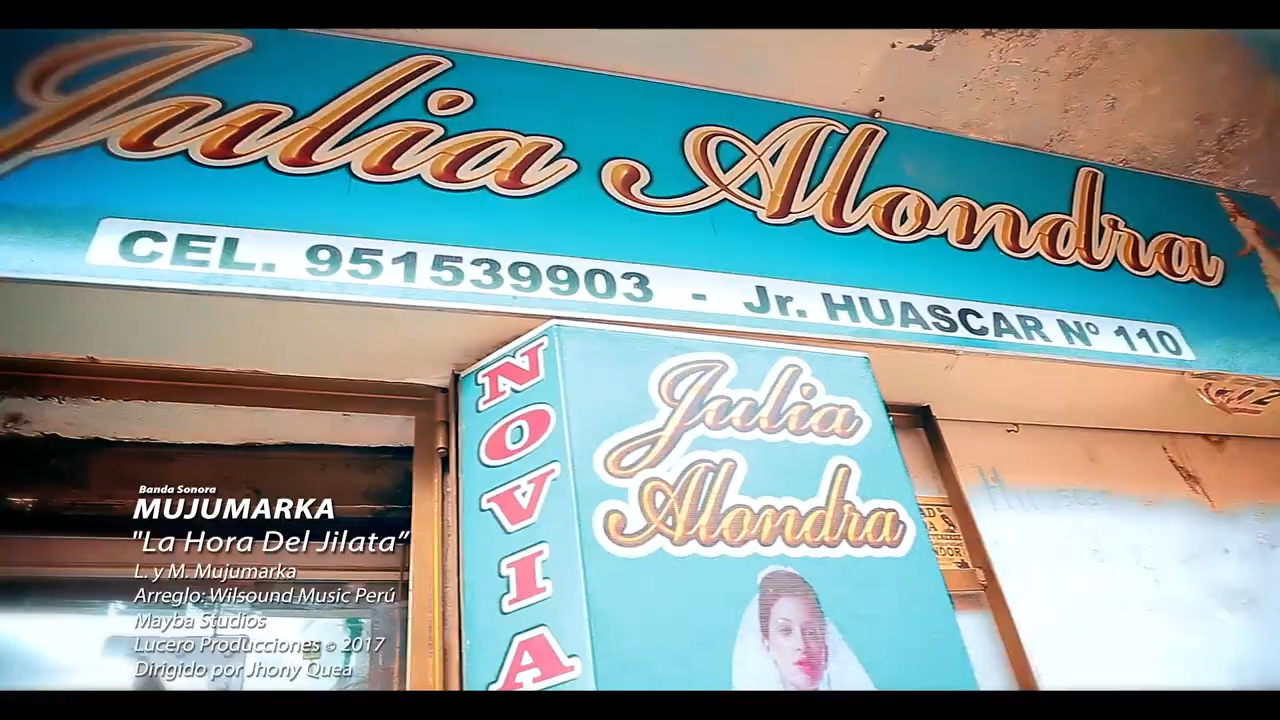 Julia Alondra
CEL. 951539903 - Jr. HUASCAR Nº 110
NOVIA
Julia
Alondra
Banda Sonora
MUJUMARKA
"La Hora Del Jilata"
L. y M. Mujumarka
Arreglo: Wilsound Music Perú
Mayba Studios
Lucero Producciones © 2017
Dirigido por Jhony Quea